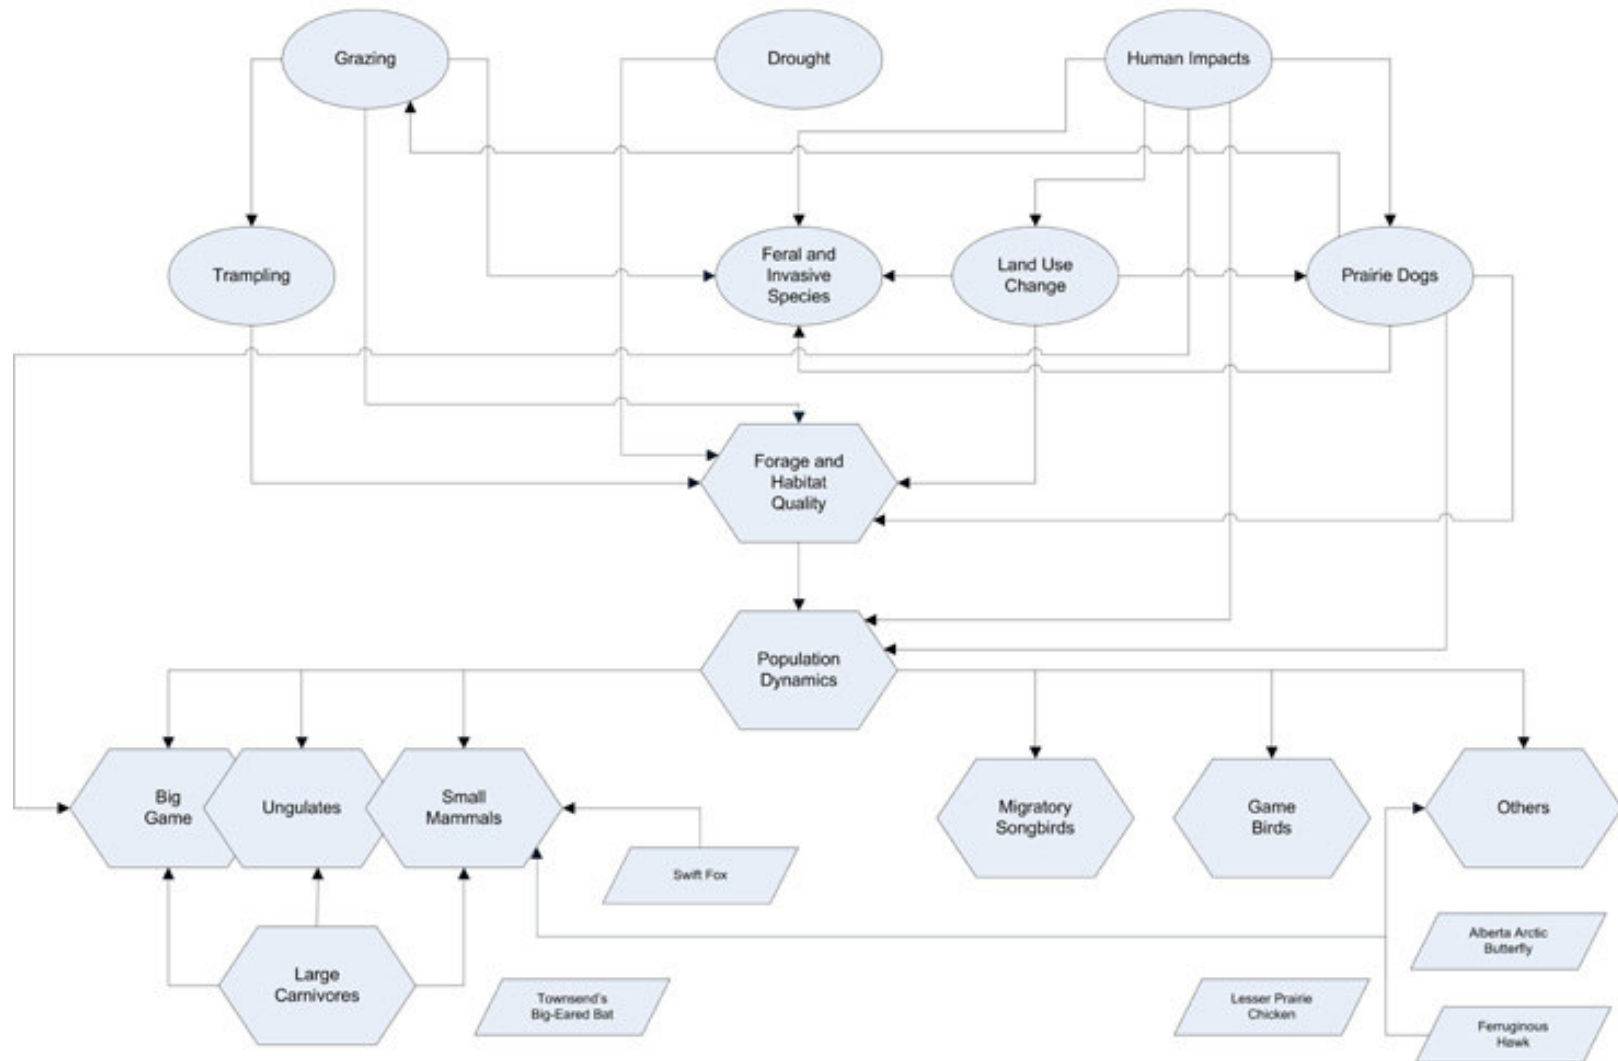 Grazing
Drought
Human Impacts
Trampling
Feral and
Invasive
Species
Land Use
Change
Prairie Dogs
Forage and
Habitat
Quality
Population
Dynamics
Big
Game
Ungulates
Small
Mammals
Migratory
Songbirds
Game
Birds
Others
Swift Fox
Large
Carnivores
Townsend's
Big-Eared Bat
Alberta Arctic
Butterfly
Lesser Prairie
Chicken
Ferruginous
Hawk